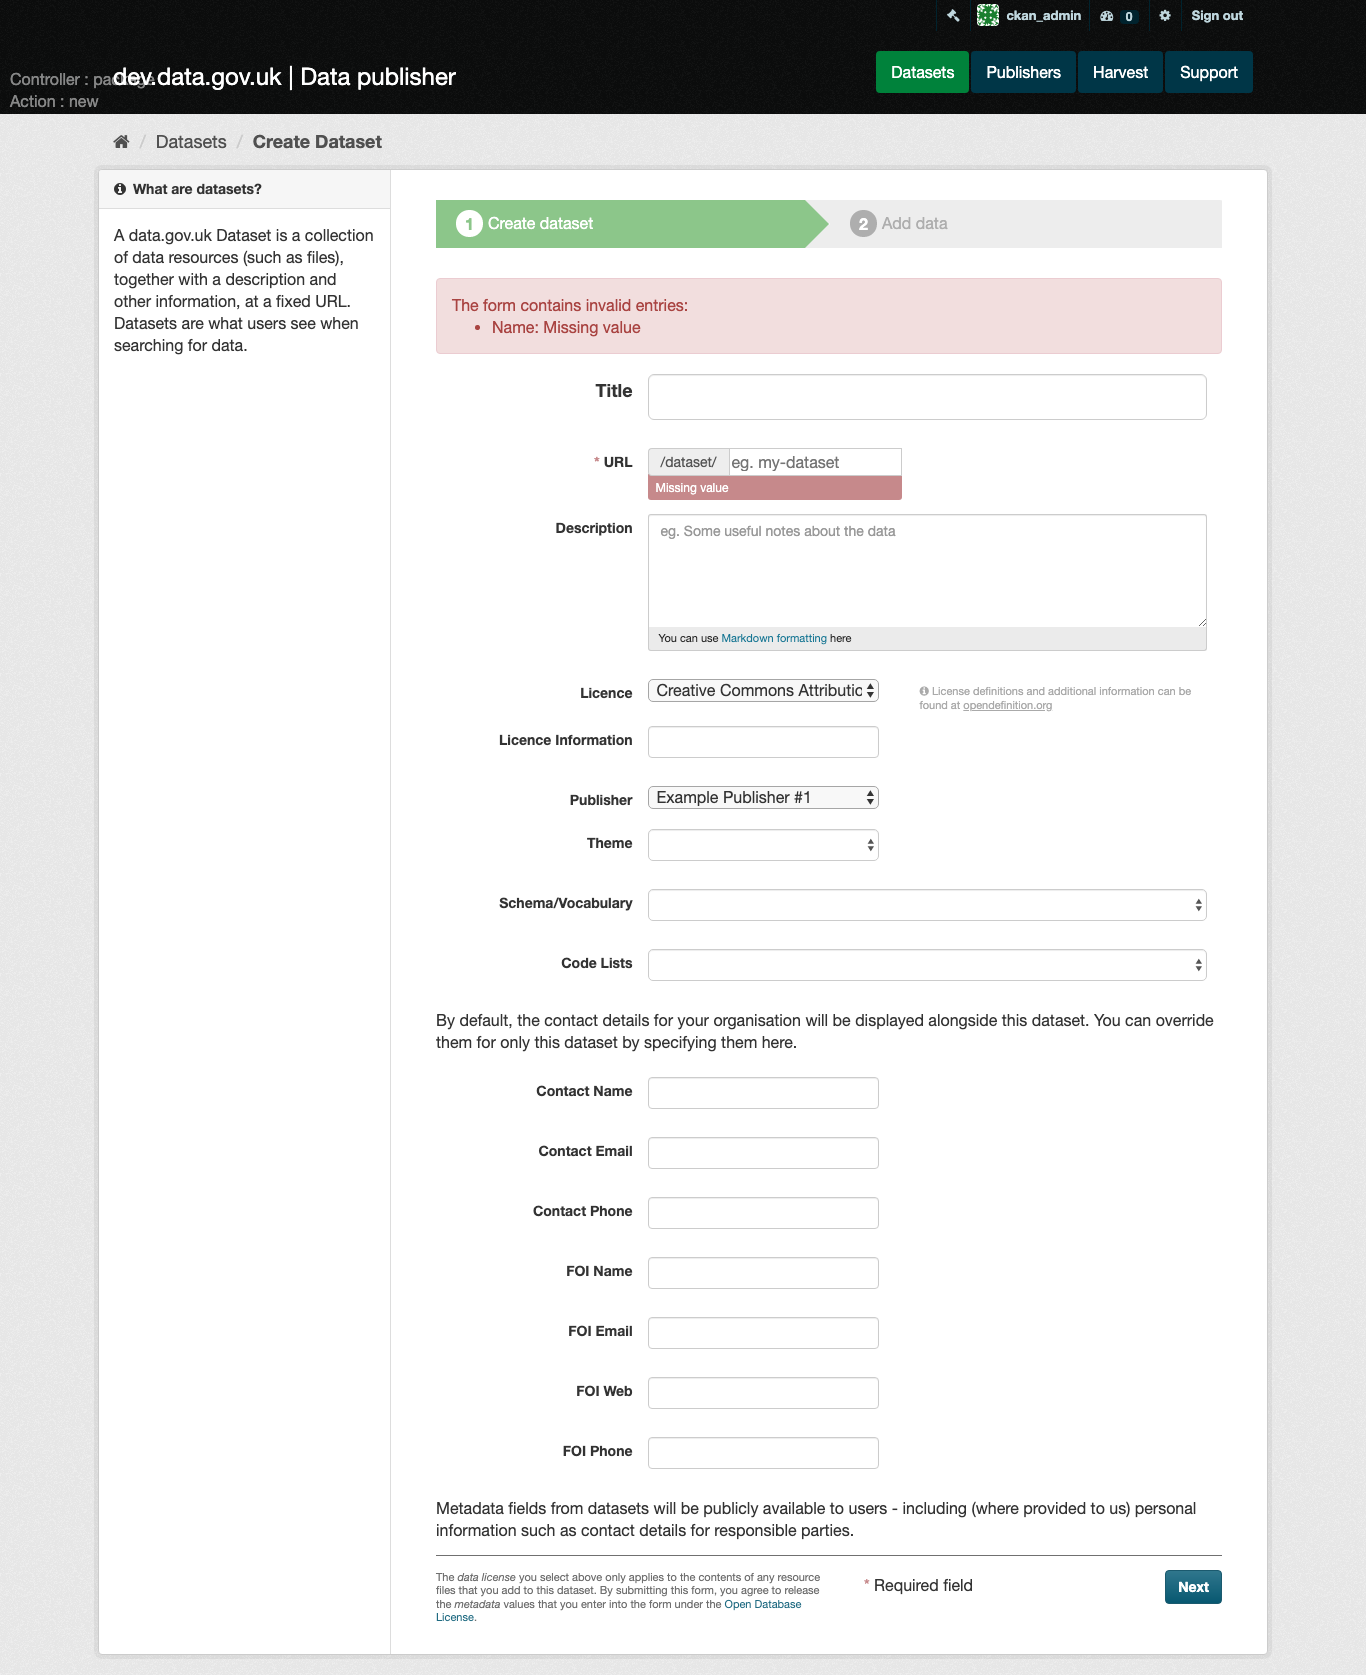 ckan_admin 0 Sign out
dev.data.gov.uk | Data publisher
Controller : package
Action : new
Datasets Publishers Harvest Support
/ Datasets / Create Dataset
What are datasets?
A data.gov.uk Dataset is a collection
of data resources (such as files),
together with a description and
other information, at a fixed URL.
Datasets are what users see when
searching for data.
1 Create dataset
2 Add data
The form contains invalid entries:
• Name: Missing value
Title
* URL /dataset/ eg. my-dataset
Missing value
Description eg. Some useful notes about the data
You can use Markdown formatting here
Licence Creative Commons Attributic
License definitions and additional information can be
found at opendefinition.org
Licence Information
Publisher Example Publisher #1
Theme
Schema/Vocabulary
Code Lists
By default, the contact details for your organisation will be displayed alongside this dataset. You can override
them for only this dataset by specifying them here.
Contact Name
Contact Email
Contact Phone
FOI Name
FOI Email
FOI Web
FOI Phone
Metadata fields from datasets will be publicly available to users - including (where provided to us) personal
information such as contact details for responsible parties.
The data license you select above only applies to the contents of any resource
files that you add to this dataset. By submitting this form, you agree to release
the metadata values that you enter into the form under the Open Database
License.
* Required field
Next